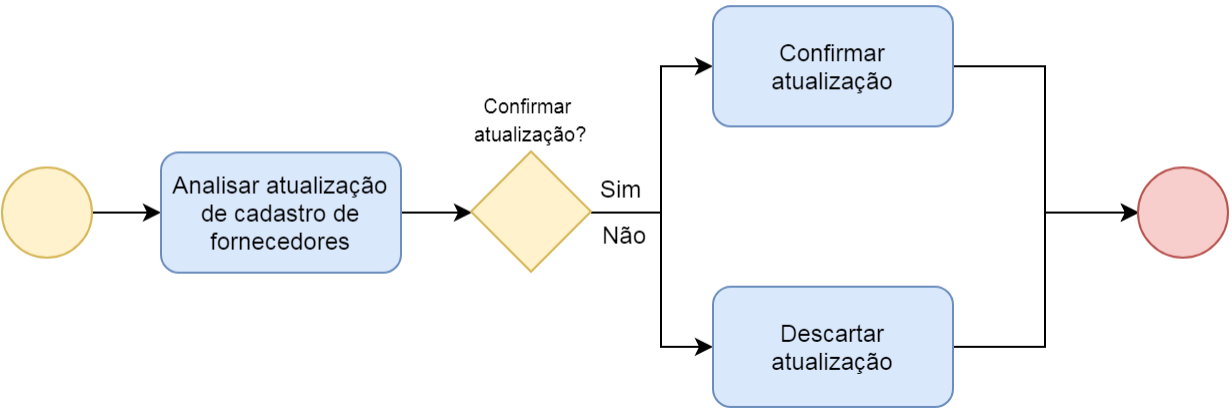 Analisar atualização
de cadastro de
fornecedores
Confirmar
atualização?
Sim
Não
Confirmar
atualização
Descartar
atualização